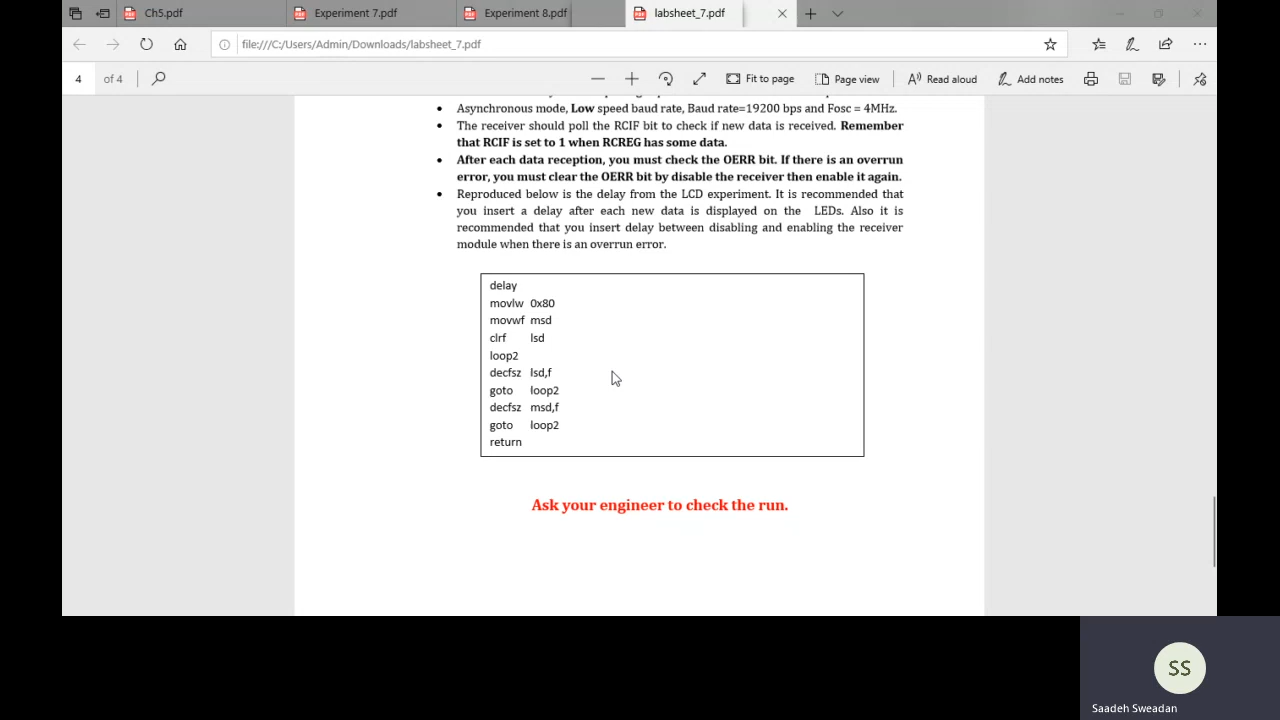 Ch5.pdf
Experiment 7.pdf
Experiment 8.pdf
labsheet_7.pdf
file:///C:/Users/Admin/Downloads/labsheet_7.pdf
4 of 4
Fit to page
Page view
Read aloud
Add notes
• Asynchronous mode, Low speed baud rate, Baud rate=19200 bps and Fosc = 4MHz.
• The receiver should poll the RCIF bit to check if new data is received. Remember
that RCIF is set to 1 when RCREG has some data.
• After each data reception, you must check the OERR bit. If there is an overrun
error, you must clear the OERR bit by disable the receiver then enable it again.
• Reproduced below is the delay from the LCD experiment. It is recommended that
you insert a delay after each new data is displayed on the LEDs. Also it is
recommended that you insert delay between disabling and enabling the receiver
module when there is an overrun error.
delay
movlw 0x80
movwf msd
clrf lsd
loop2
decfsz lsd,f
goto loop2
decfsz msd,f
goto loop2
return
Ask your engineer to check the run.
SS
Saadeh Sweadan